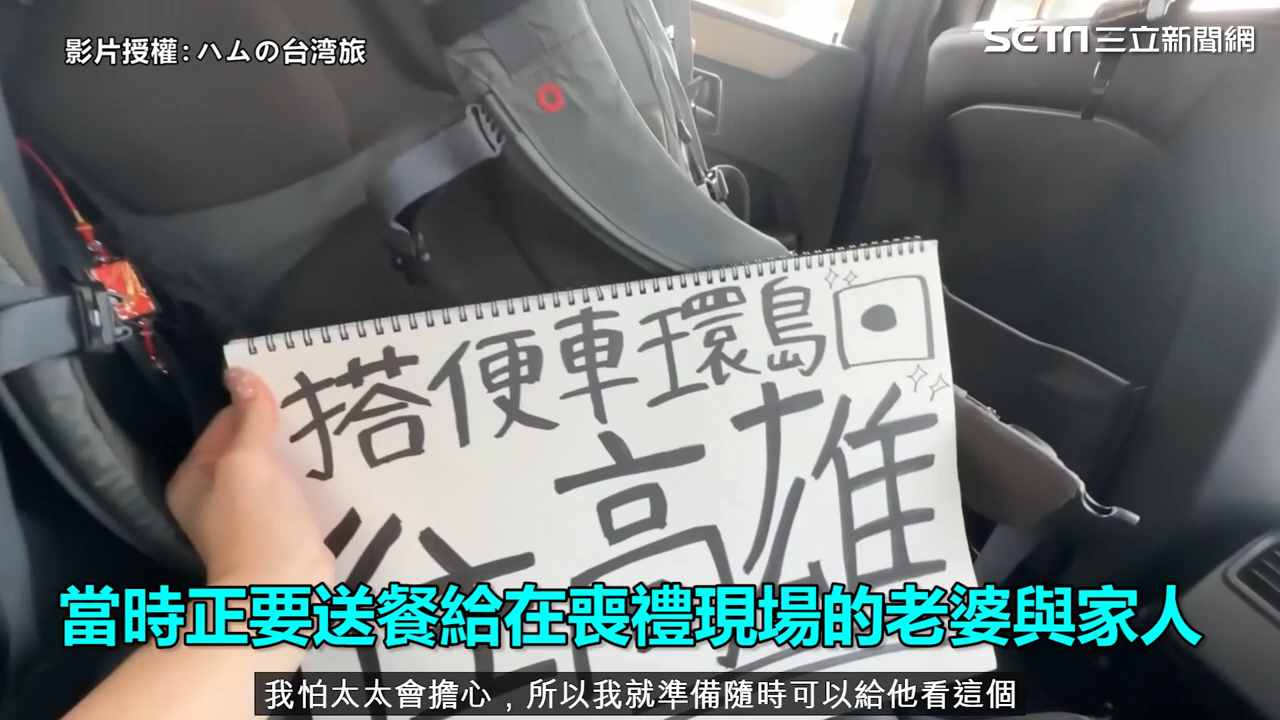 影片授權:ハムの台湾旅
SETN三立新聞網
搭便車環島
往高雄
當時正要送餐給在喪禮現場的老婆與家人
我怕太太會擔心，所以我就準備隨時可以給他看這個